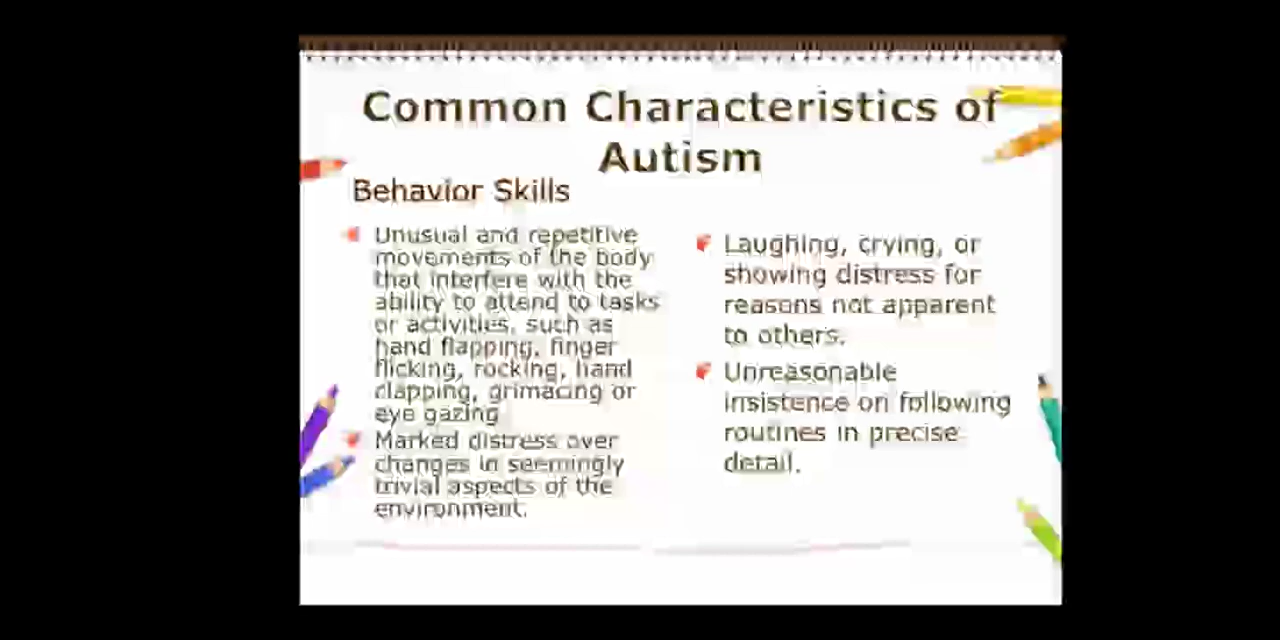 Common Characteristics of
Autism
Behavior Skills
Unusual and repetitive
movements of the body
that interfere with the
ability to attend to tasks
or activities, such as
hand flapping, finger
flicking, rocking, hand
clapping, grimacing or
eye gazing
Marked distress over
changes in seemingly
trivial aspects of the
environment.
Laughing, crying, or
showing distress for
reasons not apparent
to others.
Unreasonable
insistence on following
routines in precise
detail.